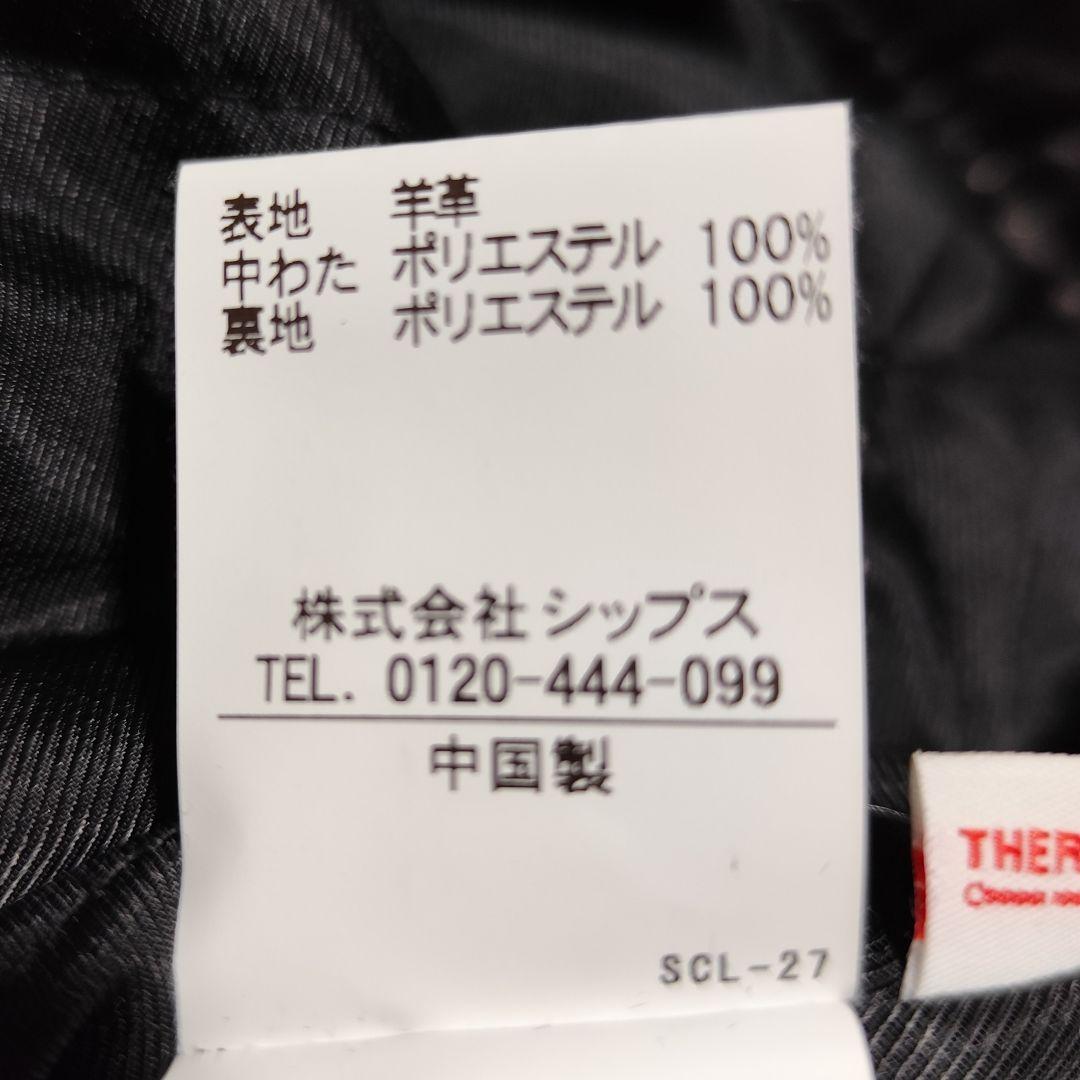 表地 羊革
中わた ポリエステル 100%
裏地 ポリエステル 100%
株式会社 シップス
TEL. 0120-444-099
中国製
SCL-27
THER